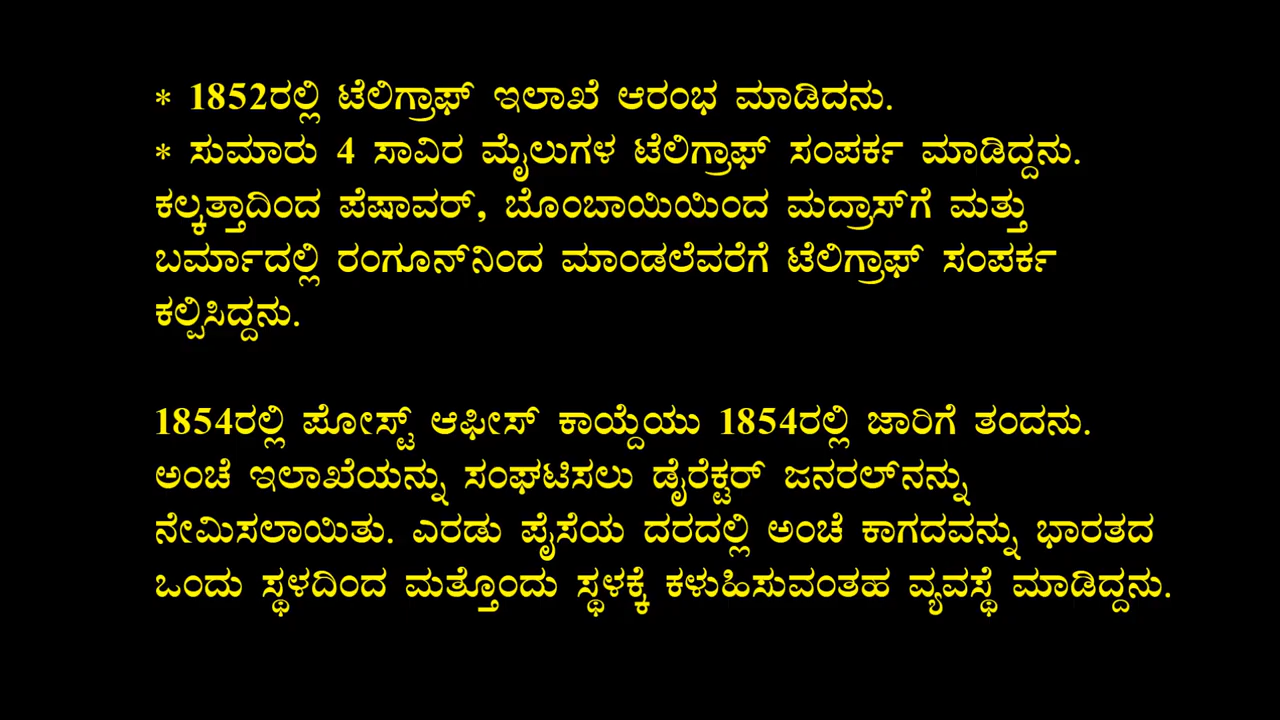 * 1852ರಲ್ಲಿ ಟೆಲಿಗ್ರಾಫ್ ಇಲಾಖೆ ಆರಂಭ ಮಾಡಿದನು.
* ಸುಮಾರು 4 ಸಾವಿರ ಮೈಲುಗಳ ಟೆಲಿಗ್ರಾಫ್ ಸಂಪರ್ಕ ಮಾಡಿದ್ದನು.
ಕಲ್ಕತ್ತಾದಿಂದ ಪೆಷಾವರ್, ಬೊಂಬಾಯಿಯಿಂದ ಮದ್ರಾಸ್‌ಗೆ ಮತ್ತು
ಬರ್ಮಾದಲ್ಲಿ ರಂಗೂನ್‌ನಿಂದ ಮಾಂಡಲೆವರೆಗೆ ಟೆಲಿಗ್ರಾಫ್ ಸಂಪರ್ಕ
ಕಲ್ಪಿಸಿದ್ದನು.
1854ರಲ್ಲಿ ಪೋಸ್ಟ್ ಆಫೀಸ್ ಕಾಯ್ದೆಯು 1854ರಲ್ಲಿ ಜಾರಿಗೆ ತಂದನು.
ಅಂಚೆ ಇಲಾಖೆಯನ್ನು ಸಂಘಟಿಸಲು ಡೈರೆಕ್ಟರ್ ಜನರಲ್‌ನನ್ನು
ನೇಮಿಸಲಾಯಿತು. ಎರಡು ಪೈಸೆಯ ದರದಲ್ಲಿ ಅಂಚೆ ಕಾಗದವನ್ನು ಭಾರತದ
ಒಂದು ಸ್ಥಳದಿಂದ ಮತ್ತೊಂದು ಸ್ಥಳಕ್ಕೆ ಕಳುಹಿಸುವಂತಹ ವ್ಯವಸ್ಥೆ ಮಾಡಿದ್ದನು.